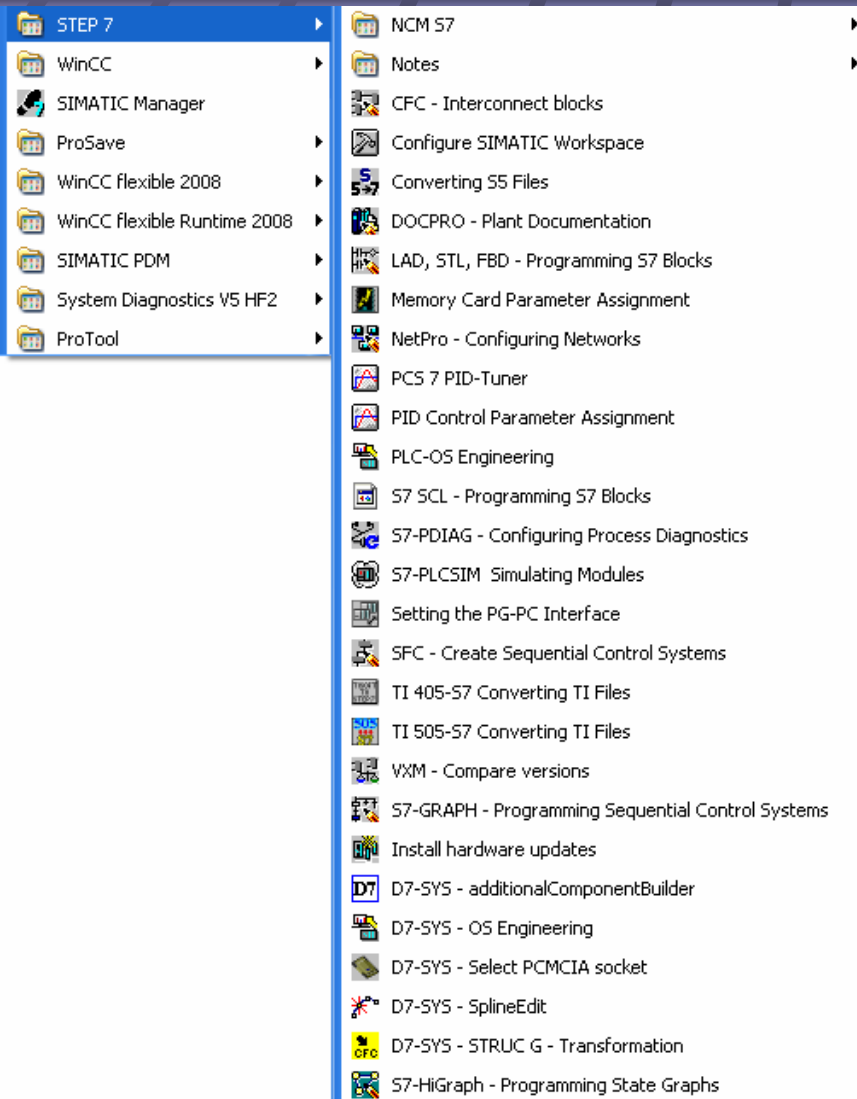 STEP 7
WinCC
SIMATIC Manager
ProSave
WinCC flexible 2008
WinCC flexible Runtime 2008
SIMATIC PDM
System Diagnostics V5 HF2
ProTool
NCM S7
Notes
CFC - Interconnect blocks
Configure SIMATIC Workspace
Converting S5 Files
DOCPRO - Plant Documentation
LAD, STL, FBD - Programming S7 Blocks
Memory Card Parameter Assignment
NetPro - Configuring Networks
PCS 7 PID-Tuner
PID Control Parameter Assignment
PLC-OS Engineering
S7 SCL - Programming S7 Blocks
S7-PDIAG - Configuring Process Diagnostics
S7-PLCSIM  Simulating Modules
Setting the PG-PC Interface
SFC - Create Sequential Control Systems
TI 405-S7 Converting TI Files
TI 505-S7 Converting TI Files
VXM - Compare versions
S7-GRAPH - Programming Sequential Control Systems
Install hardware updates
D7-SYS - additionalComponentBuilder
D7-SYS - OS Engineering
D7-SYS - Select PCMCIA socket
D7-SYS - SplineEdit
D7-SYS - STRUC G - Transformation
S7-HiGraph - Programming State Graphs